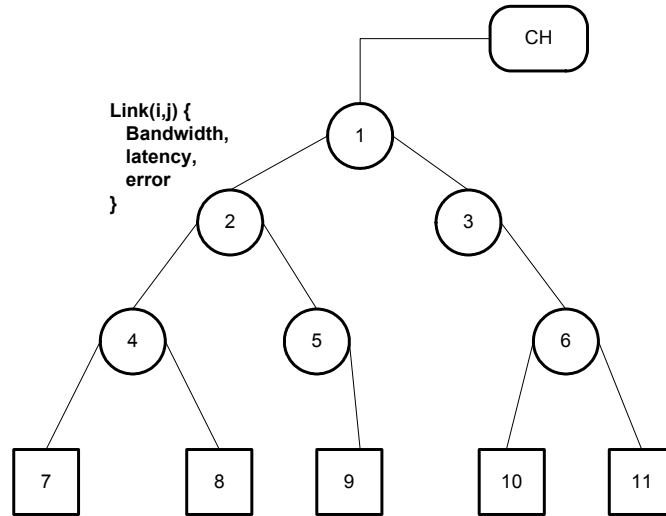 CH
Link(i,j) {
Bandwidth,
latency,
error
}
1
2
3
4
5
6
7
8
9
10
11